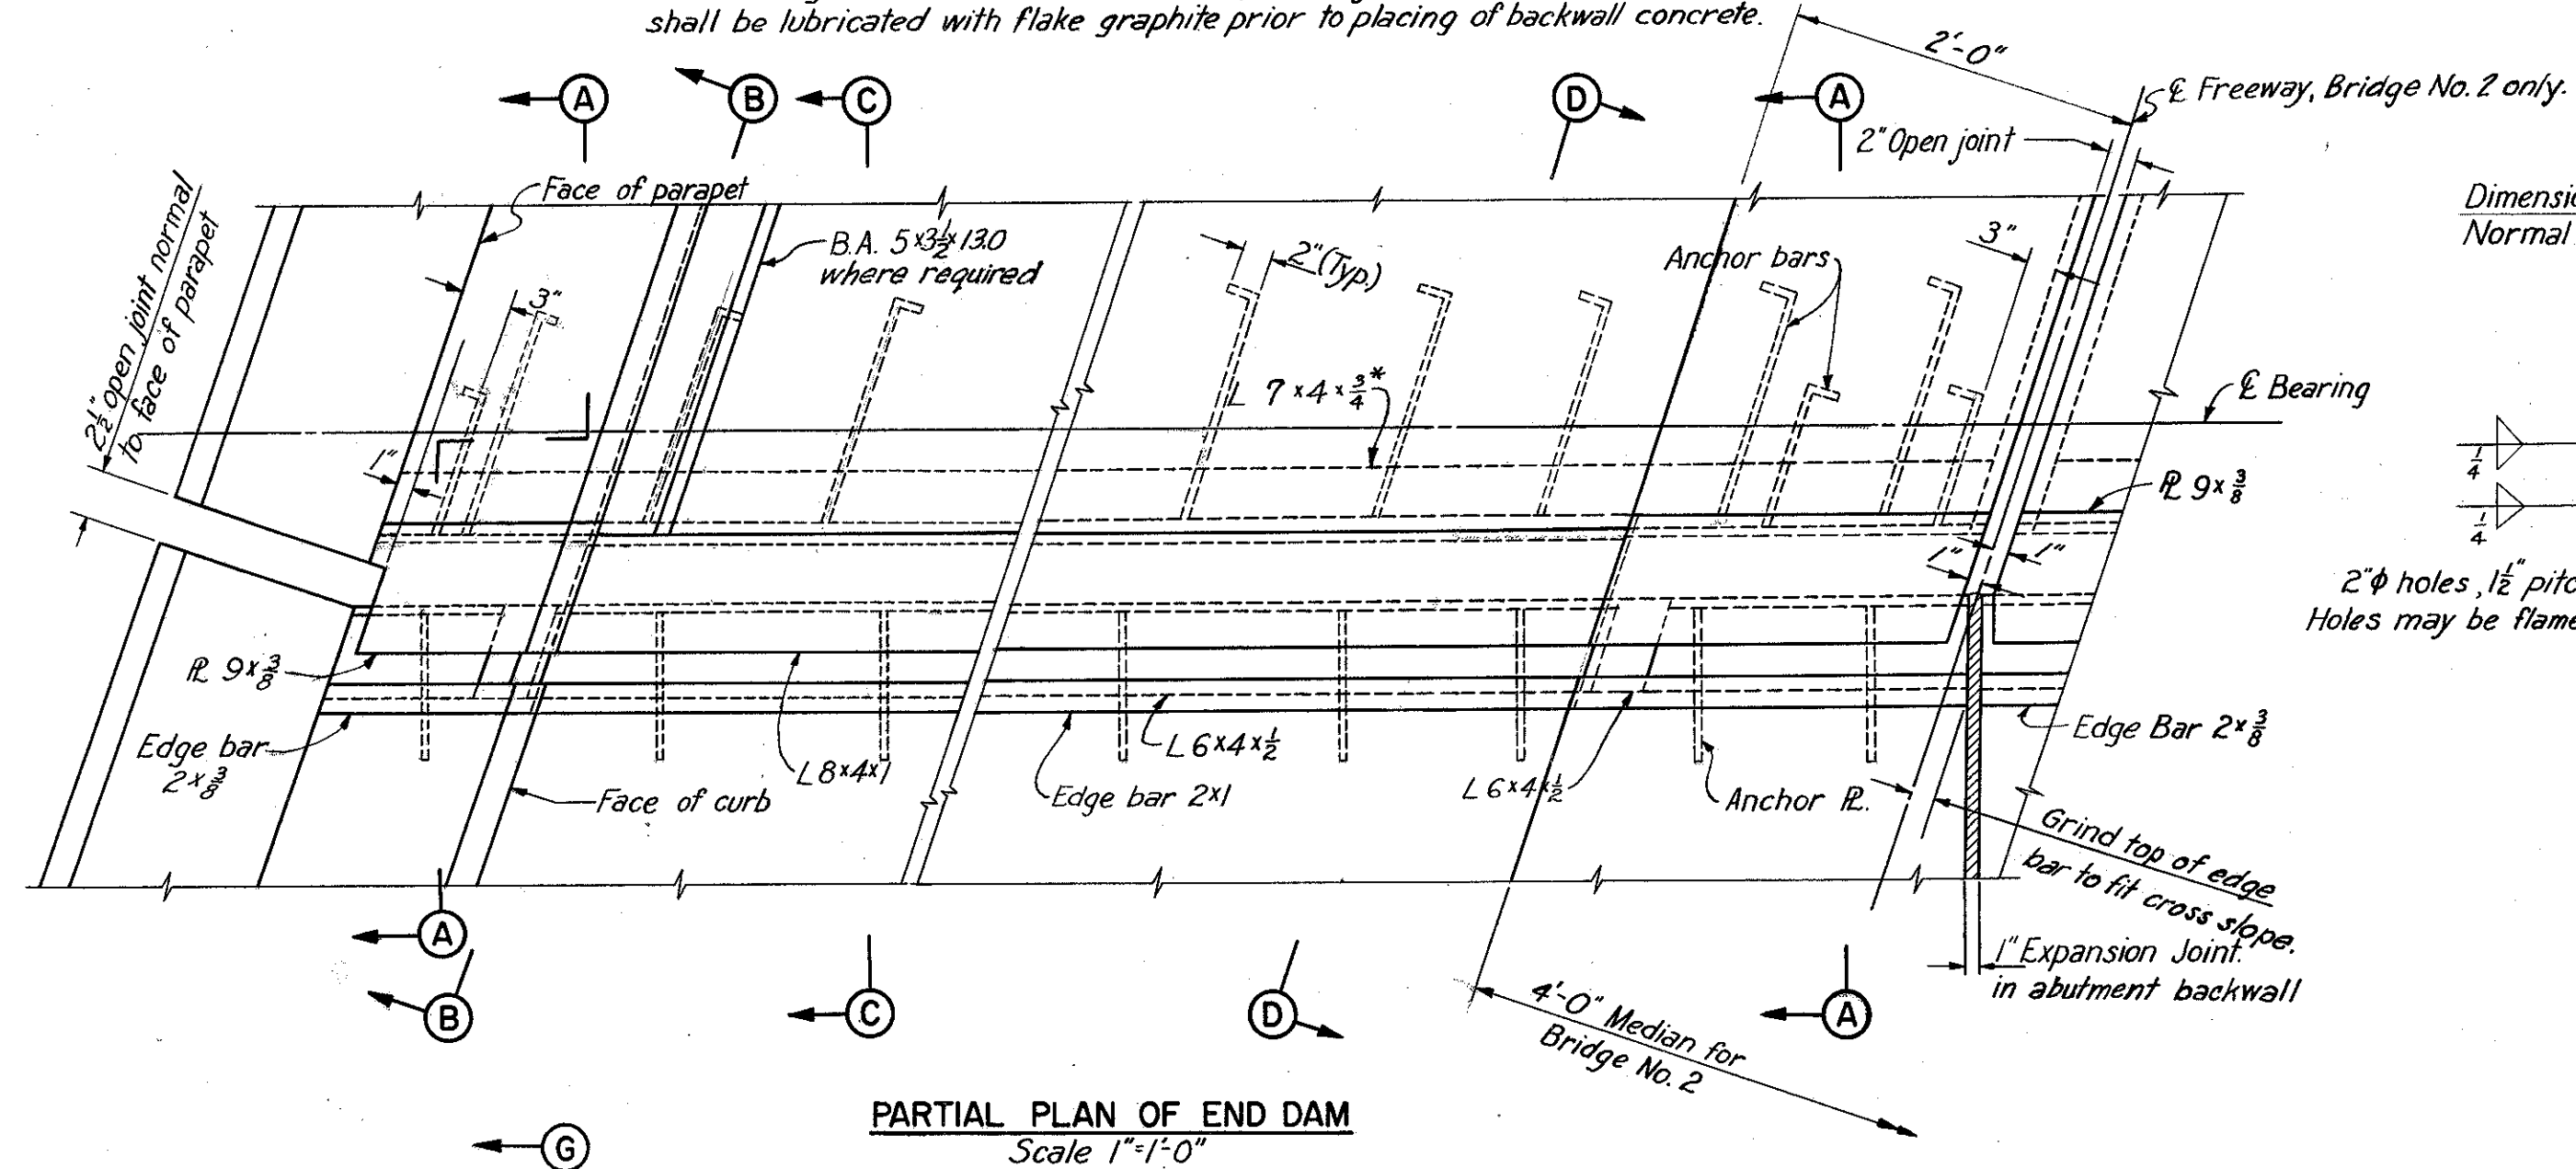 shall be lubricated with flake graphite prior to placing of backwall concrete.
2'-0"
A
B
C
D
A
℄ Freeway, Bridge No. 2 only.
2" Open joint
Face of parapet
2½" open joint normal
to face of parapet
B.A. 5×3½×13.0
where required
2" (Typ.)
Anchor bars
3"
3"
Dimensi
Normal
L 7×4×¾*
℄ Bearing
1"
℄ 9×⅜
1/4
1/4
1"
1"
2"ϕ holes, 1½" pitc
Holes may be flame
℄ 9×⅜
Edge bar
2×⅜
L 8×4×1
L 6×4×½
L 6×4×½
Edge Bar 2×⅜
Face of curb
Edge bar 2×1
Anchor ℄.
Grind top of edge
bar to fit cross slope.
1" Expansion Joint
in abutment backwall
A
B
C
D
A
4'-0" Median for
Bridge No. 2
PARTIAL PLAN OF END DAM
Scale 1"=1'-0"
G